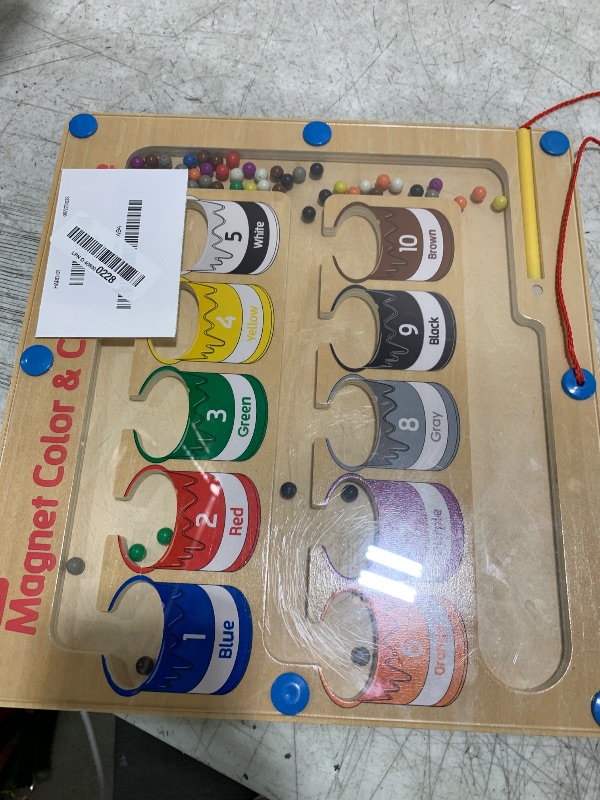 Magnet Color & C
1
Blue
2
Red
3
Green
4
Yellow
5
White
6
7
8
Gray
9
Black
10
Brown
0228